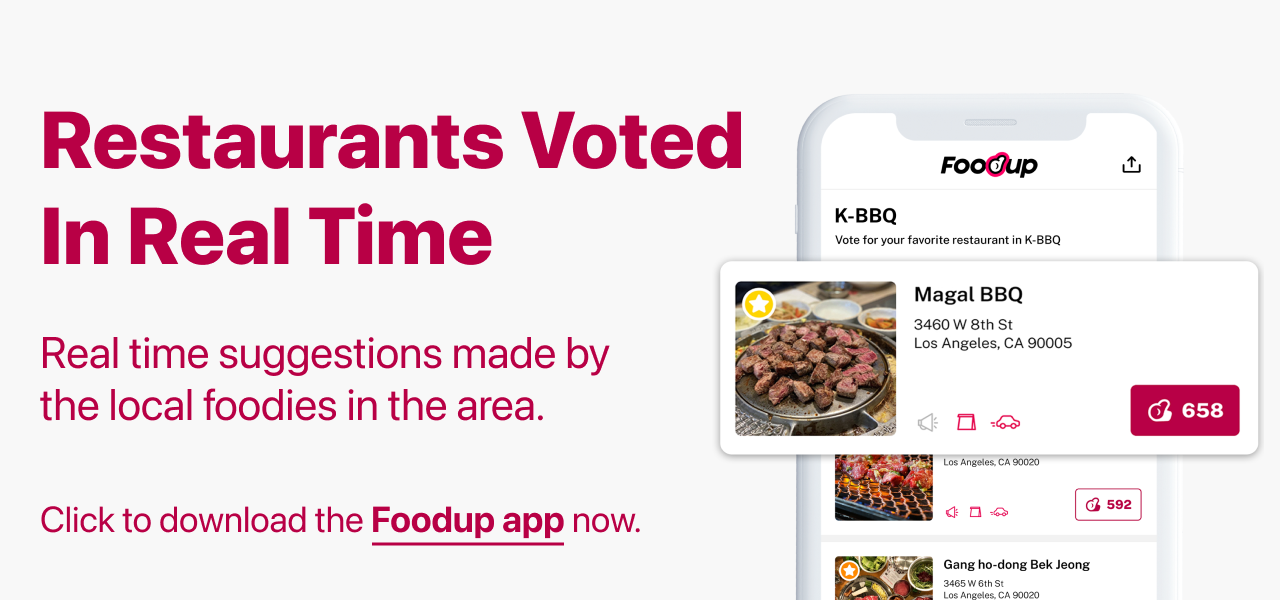 Restaurants Voted
In Real Time
Real time suggestions made by
the local foodies in the area.
Click to download the Foodup app now.
Foodup
K-BBQ
Vote for your favorite restaurant in K-BBQ
Magal BBQ
3460 W 8th St
Los Angeles, CA 90005
658
Los Angeles, CA 90020
592
Gang ho-dong Bek Jeong
3465 W 6th St
Los Angeles, CA 90020